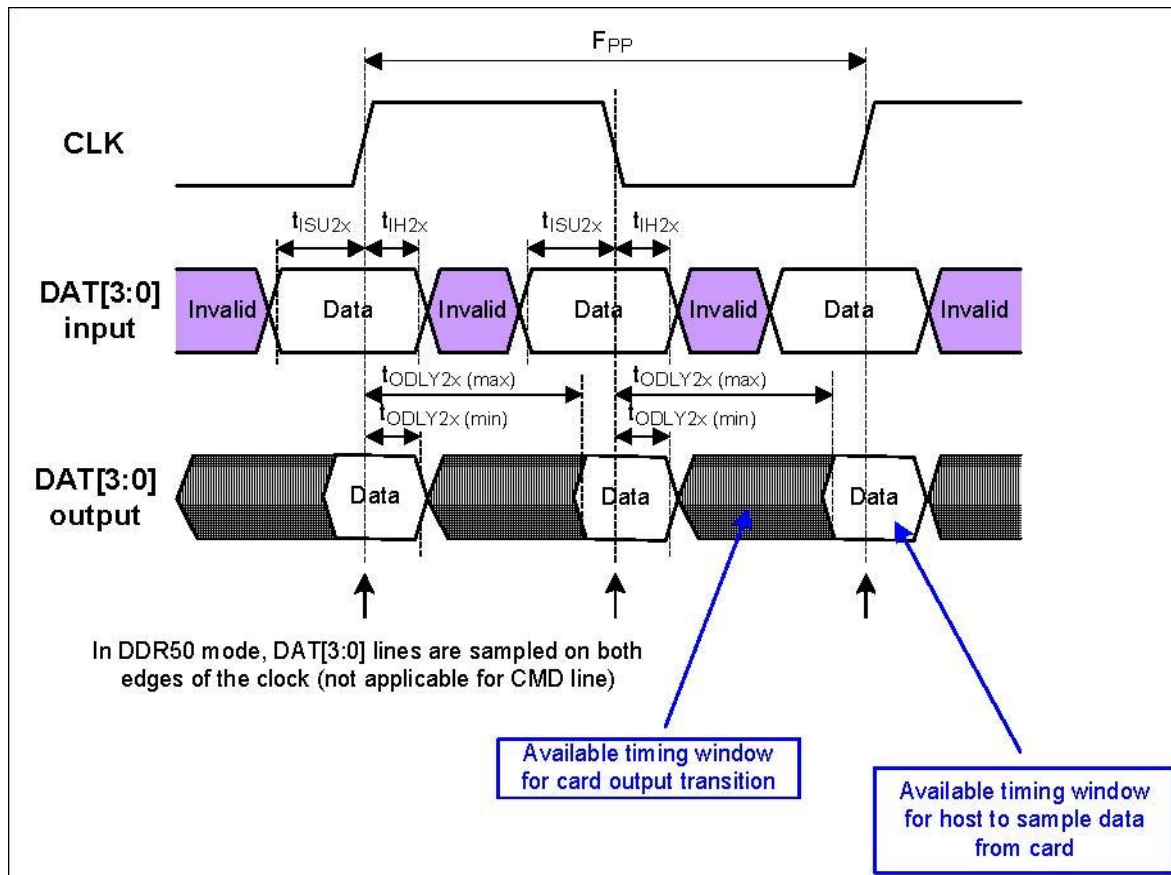 FPP
CLK
tISU2x tIH2x tISU2x tIH2x
DAT[3:0]
input
Invalid Data Invalid Data Invalid Data Invalid
tODLY2x (max) tODLY2x (max)
tODLY2x (min) tODLY2x (min)
DAT[3:0]
output
Data Data Data
In DDR50 mode, DAT[3:0] lines are sampled on both
edges of the clock (not applicable for CMD line)
Available timing window
for card output transition
Available timing window
for host to sample data
from card